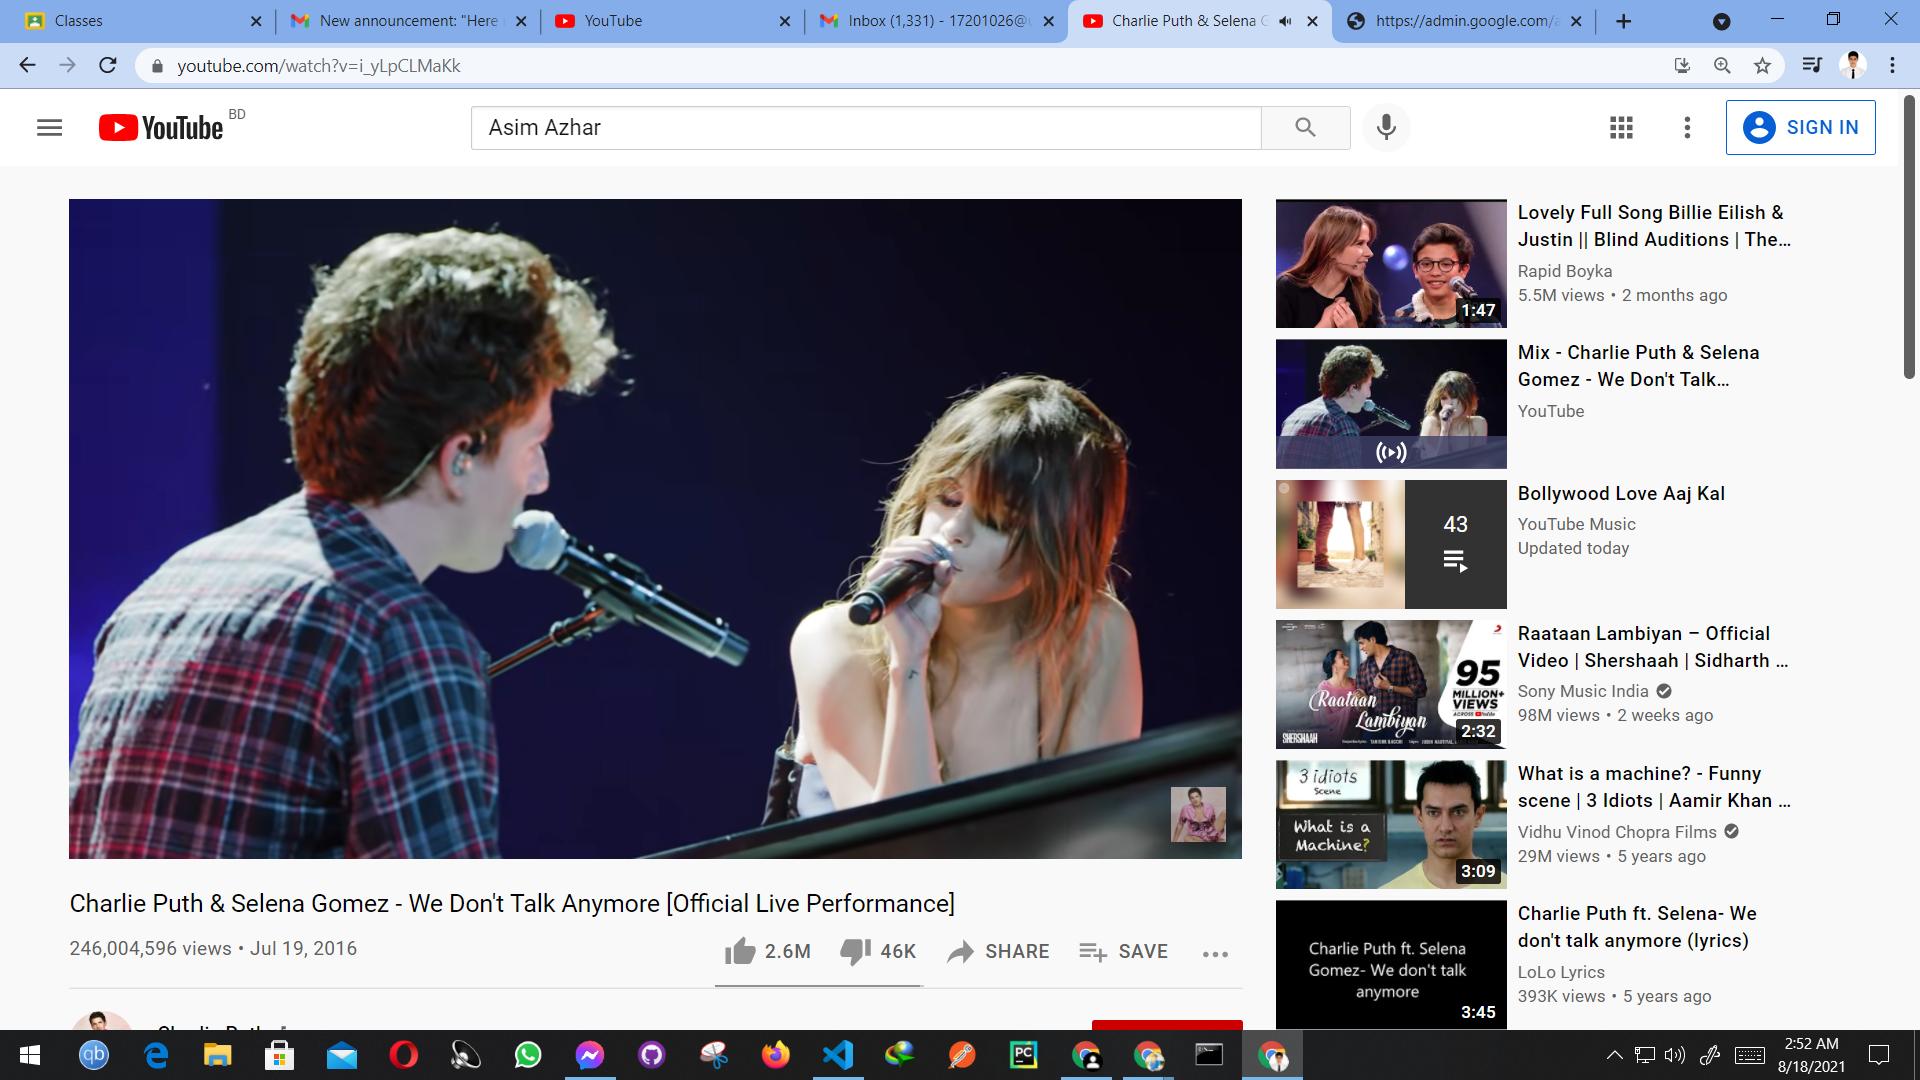 Classes
New announcement: "Here
YouTube
Inbox (1,331) - 17201026@
Charlie Puth & Selena G
https://admin.google.com/a
youtube.com/watch?v=i_yLpCLMaKk
YouTube BD
Asim Azhar
SIGN IN
Lovely Full Song Billie Eilish &
Justin || Blind Auditions | The...
Rapid Boyka
5.5M views • 2 months ago
1:47
Mix - Charlie Puth & Selena
Gomez - We Don't Talk...
YouTube
Bollywood Love Aaj Kal
YouTube Music
Updated today
43
Raataan Lambiyan – Official
Video | Shershaah | Sidharth ...
Sony Music India
98M views • 2 weeks ago
Raataan
Lambiyan
95
MILLION+
VIEWS
SHERSHAAH
2:32
What is a machine? - Funny
scene | 3 Idiots | Aamir Khan ...
Vidhu Vinod Chopra Films
29M views • 5 years ago
3 idiots
Scene
What is a
Machine?
3:09
Charlie Puth ft. Selena- We
don't talk anymore (lyrics)
LoLo Lyrics
393K views • 5 years ago
Charlie Puth ft. Selena
Gomez- We don't talk
anymore
3:45
Charlie Puth & Selena Gomez - We Don't Talk Anymore [Official Live Performance]
246,004,596 views • Jul 19, 2016
2.6M
46K
SHARE
SAVE
qb
PC
2:52 AM
8/18/2021